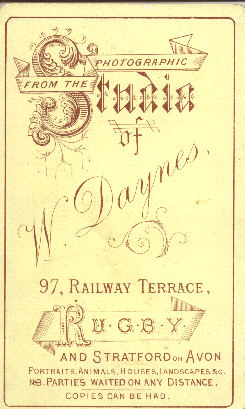 FROM THE PHOTOGRAPHIC
Studio
of
W. Daynes,
97, RAILWAY TERRACE,
RUGBY
AND STRATFORD ON AVON
PORTRAITS, ANIMALS, HOUSES, LANDSCAPES, &C.
N.B. PARTIES WAITED ON ANY DISTANCE.
COPIES CAN BE HAD.